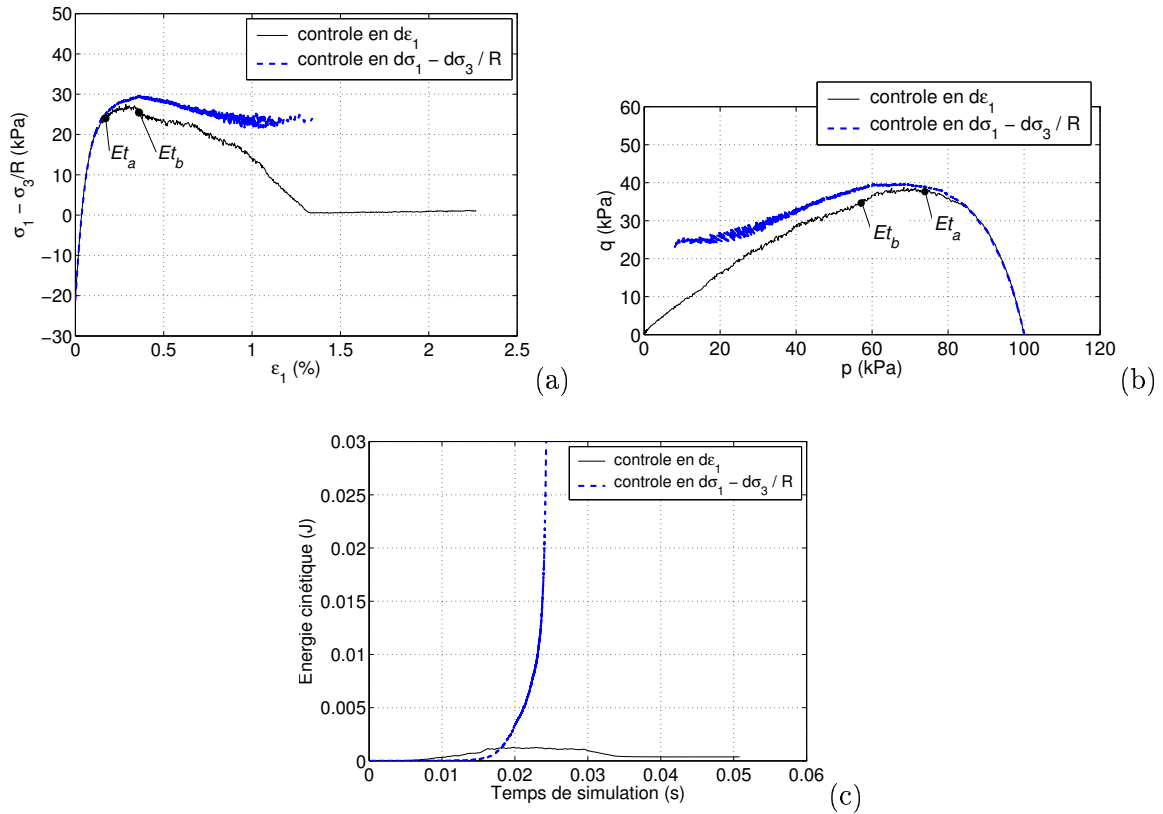 50
40
30
20
10
0
−10
−20
−30
σ1 − σ3/R (kPa)
0
0.5
1
1.5
2
2.5
ε1 (%)
controle en dε1
controle en dσ1 − dσ3 / R
Eta
Etb
(a)
60
50
40
30
20
10
0
q (kPa)
0
20
40
60
80
100
120
p (kPa)
controle en dε1
controle en dσ1 − dσ3 / R
Etb
Eta
(b)
0.03
0.025
0.02
0.015
0.01
0.005
0
Energie cinétique (J)
0
0.01
0.02
0.03
0.04
0.05
0.06
Temps de simulation (s)
controle en dε1
controle en dσ1 − dσ3 / R
(c)